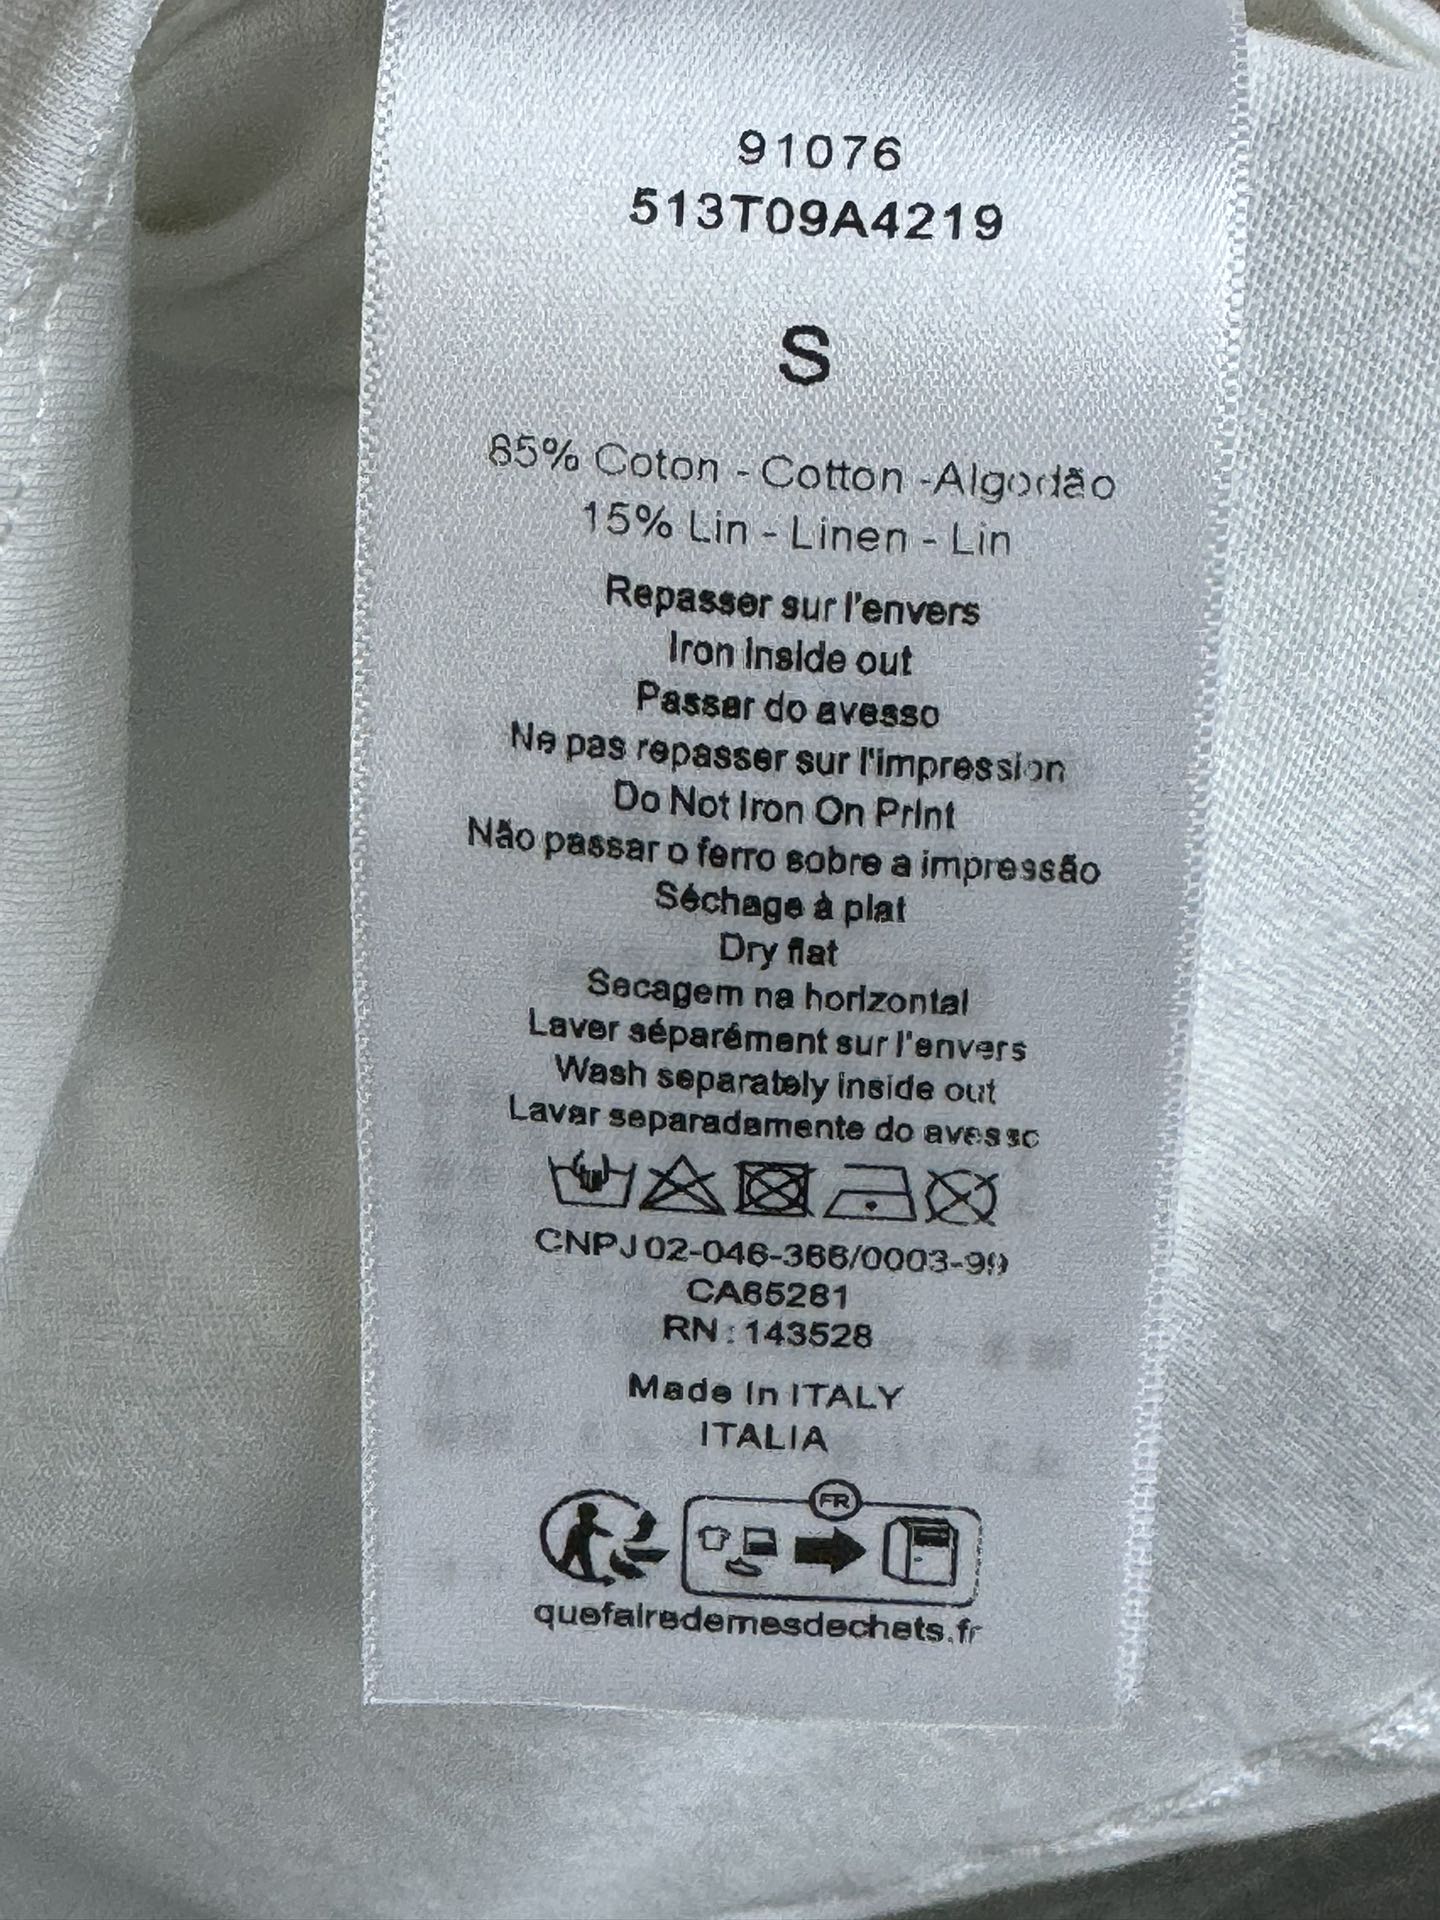 91076
513T09A4219
S
85% Coton - Cotton -Algodão
15% Lin - Linen - Lin
Repasser sur l'envers
Iron inside out
Passar do avesso
Ne pas repasser sur l'impression
Do Not Iron On Print
Não passar o ferro sobre a impressão
Séchage à plat
Dry flat
Secagem na horizontal
Laver séparément sur l'envers
Wash separately inside out
Lavar separadamente do avesso
CNPJ 02-046-366/0003-99
CA65281
RN: 143528
Made in ITALY
ITALIA
FR
quefairedemesdechets.fr